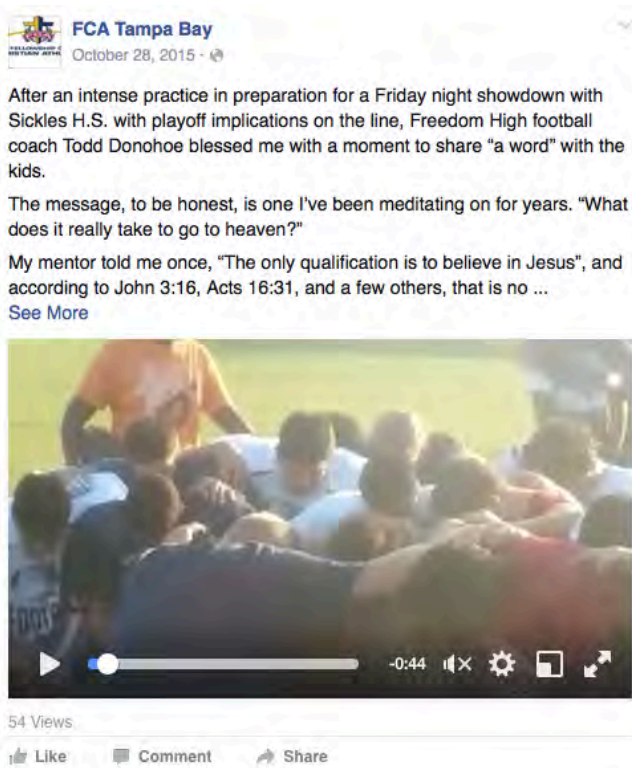 FCA Tampa Bay
FELLOWSHIP
October 28, 2015 ·
After an intense practice in preparation for a Friday night showdown with
Sickles H.S. with playoff implications on the line, Freedom High football
coach Todd Donohoe blessed me with a moment to share “a word” with the
kids.
The message, to be honest, is one I’ve been meditating on for years. “What
does it really take to go to heaven?”
My mentor told me once, “The only qualification is to believe in Jesus”, and
according to John 3:16, Acts 16:31, and a few others, that is no ...
See More
-0:44
54 Views
Like Comment Share